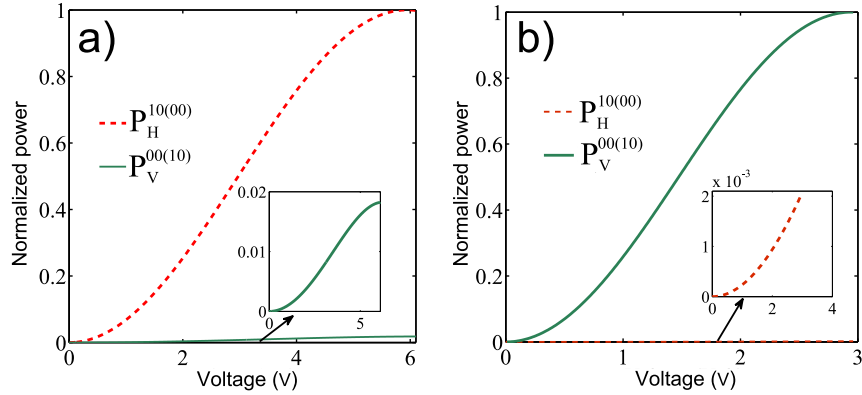 a)
Normalized power
1
0.8
0.6
0.4
0.2
0
P_H^10(00)
P_V^00(10)
0.02
0.01
0
0 5
0 2 4 6
Voltage (V)
b)
Normalized power
1
0.8
0.6
0.4
0.2
0
P_H^10(00)
P_V^00(10)
x 10^-3
2
1
0
0 2 4
0 1 2 3
Voltage (V)